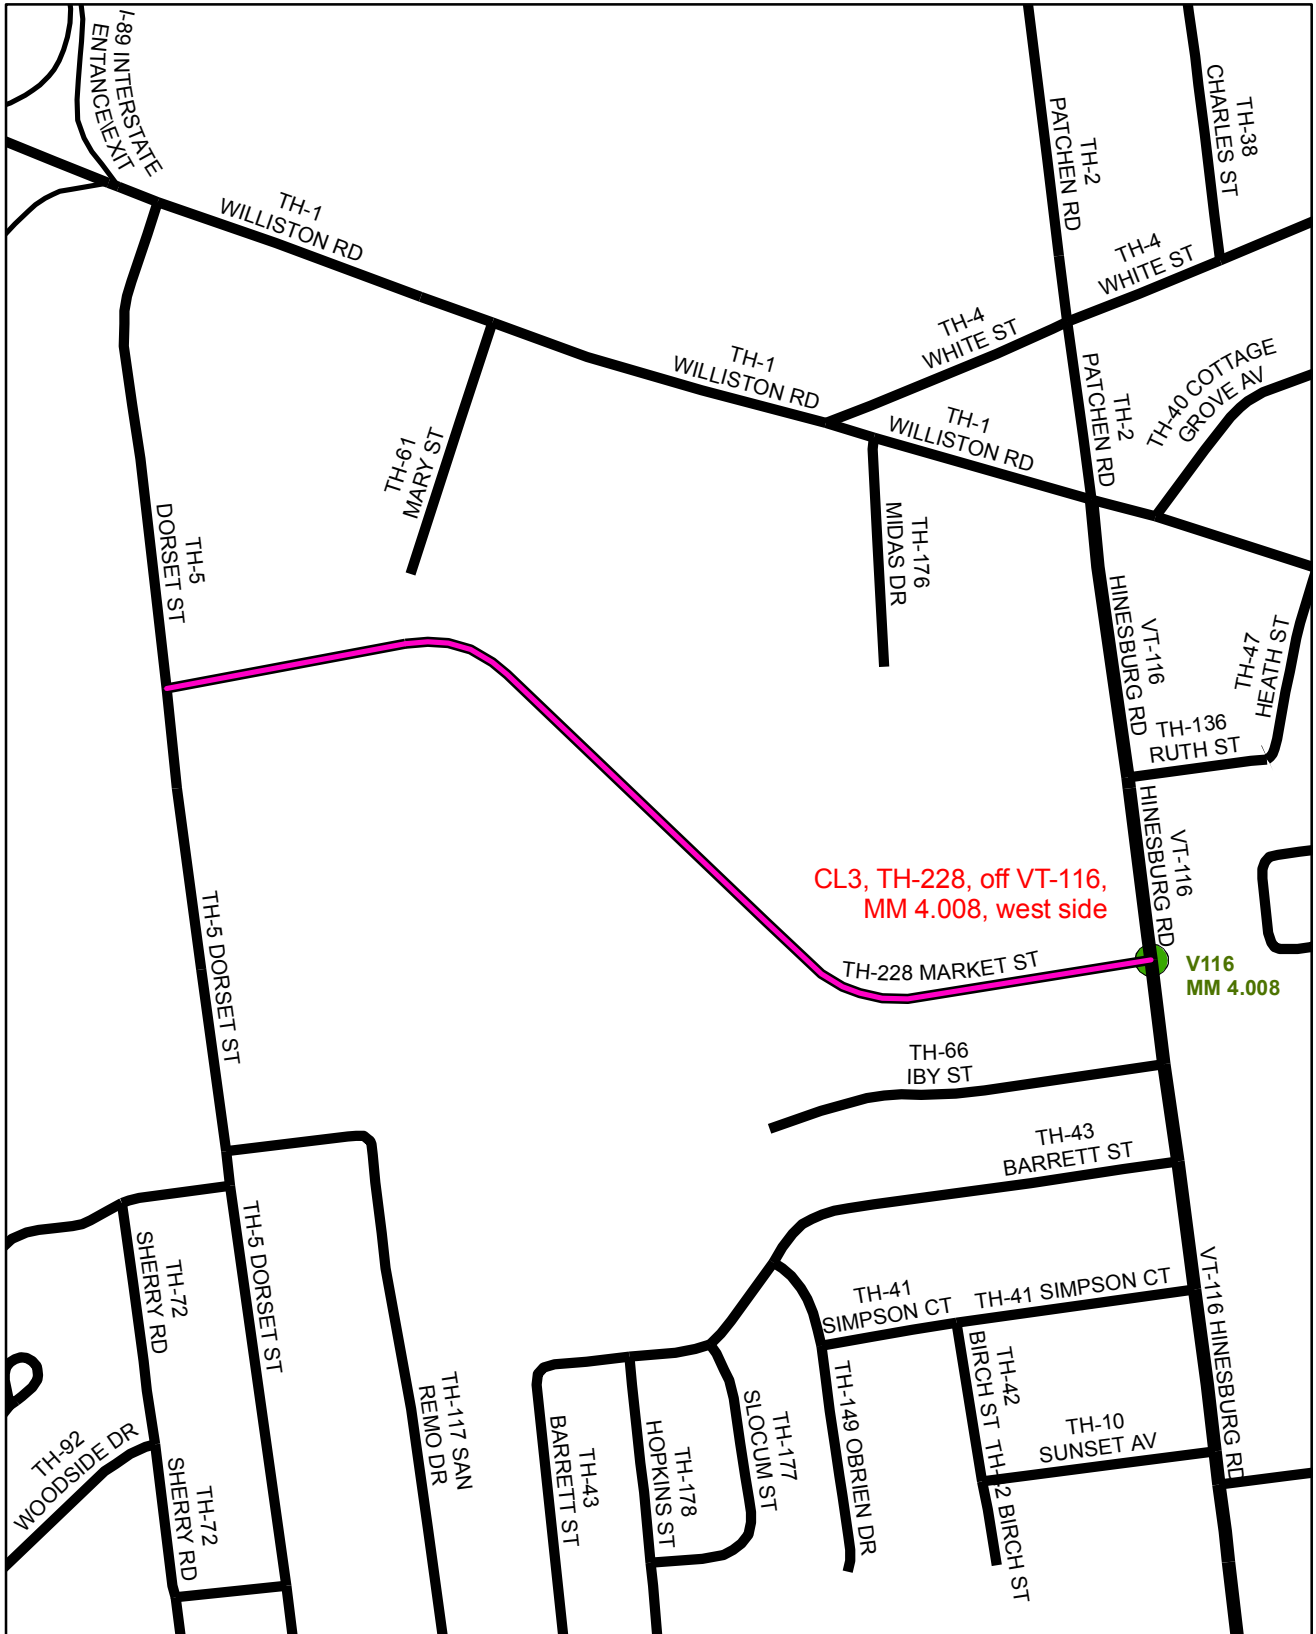 I-89 INTERSTATE
ENTANCE\EXIT
TH-1
WILLISTON RD
TH-2
PATCHEN RD
TH-38
CHARLES ST
TH-4
WHITE ST
TH-4
WHITE ST
TH-1
WILLISTON RD
TH-1
WILLISTON RD
TH-2
PATCHEN RD
TH-40 COTTAGE
GROVE AV
TH-61
MARY ST
TH-5
DORSET ST
TH-176
MIDAS DR
VT-116
HINESBURG RD
TH-47
HEATH ST
TH-136
RUTH ST
VT-116
HINESBURG RD
CL3, TH-228, off VT-116,
MM 4.008, west side
TH-228 MARKET ST
V116
MM 4.008
TH-5 DORSET ST
TH-66
IBY ST
TH-43
BARRETT ST
TH-5 DORSET ST
TH-72
SHERRY RD
TH-41
SIMPSON CT
TH-41 SIMPSON CT
VT-116 HINESBURG RD
TH-42
BIRCH ST
TH-10
SUNSET AV
TH-117 SAN
REMO DR
TH-43
BARRETT ST
TH-178
HOPKINS ST
TH-177
SLOCUM ST
TH-149 OBRIEN DR
TH-42 BIRCH ST
TH-92
WOODSIDE DR
TH-72
SHERRY RD